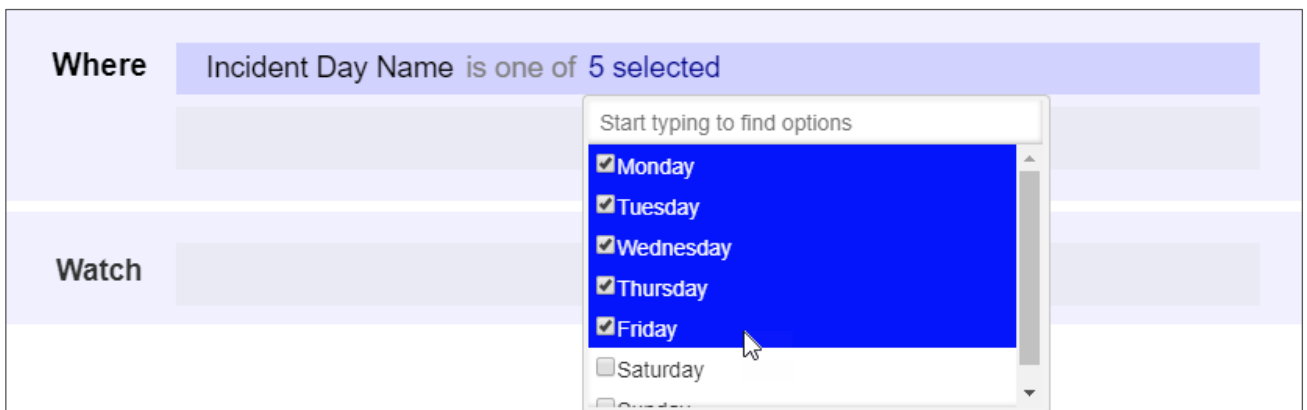 Where Incident Day Name is one of 5 selected
Start typing to find options
Monday
Tuesday
Wednesday
Thursday
Friday
Watch
Saturday
Sunday